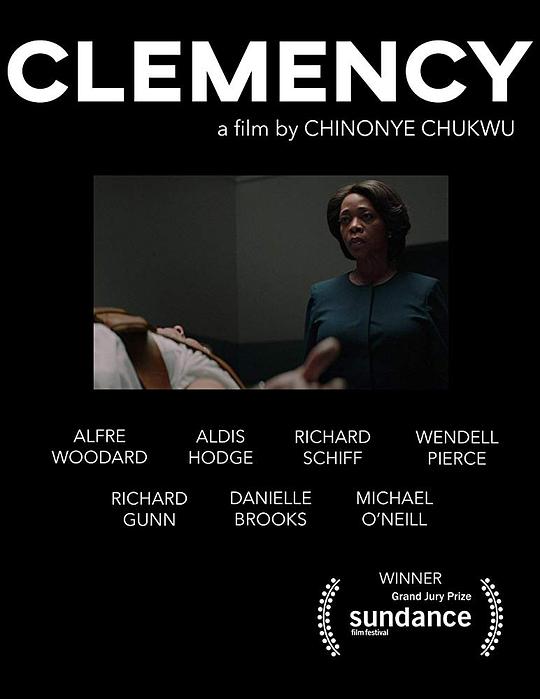 CLEMENCY
a film by CHINONYE CHUKWU
ALFRE WOODARD
ALDIS HODGE
RICHARD SCHIFF
WENDELL PIERCE
RICHARD GUNN
DANIELLE BROOKS
MICHAEL O'NEILL
WINNER
Grand Jury Prize
sundance
film festival